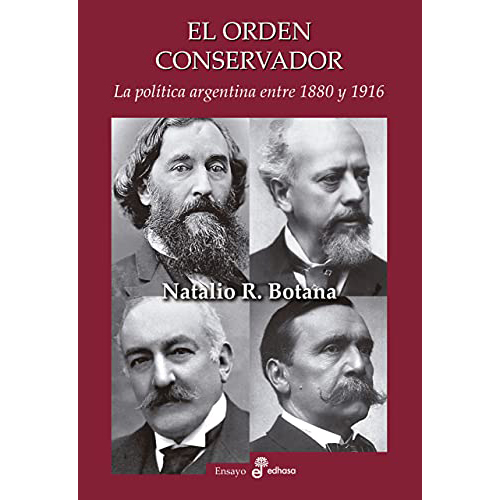 EL ORDEN
CONSERVADOR
La política argentina entre 1880 y 1916
Natalio R. Botana
Ensayo edhasa